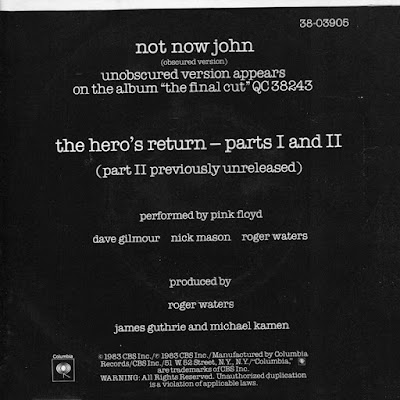 38-03905
not now john
(obscured version)
unobscured version appears
on the album “the final cut” QC 38243
the hero’s return – parts I and II
(part II previously unreleased)
performed by pink floyd
dave gilmour nick mason roger waters
produced by
roger waters
james guthrie and michael kamen
Columbia
© 1983 CBS Inc./℗ 1983 CBS Inc./Manufactured by Columbia
Records/CBS Inc./51 W. 52 Street, N.Y., N.Y./"Columbia,"
are trademarks of CBS Inc.
WARNING: All Rights Reserved. Unauthorized duplication
is a violation of applicable laws.